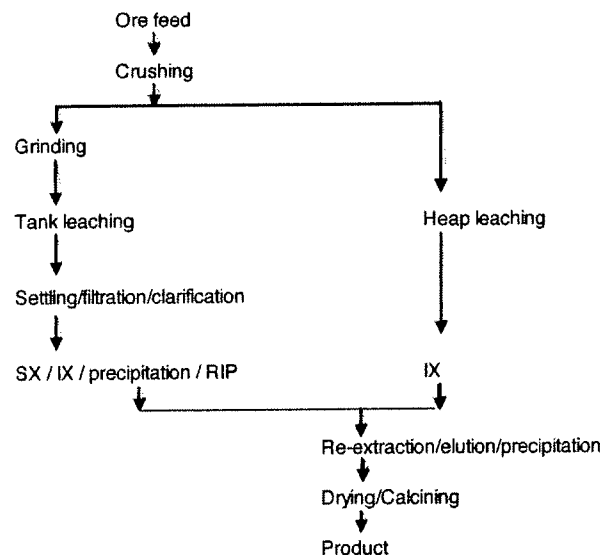 Ore feed
Crushing
Grinding
Tank leaching
Heap leaching
Settling/filtration/clarification
SX / IX / precipitation / RIP
IX
Re-extraction/elution/precipitation
Drying/Calcining
Product